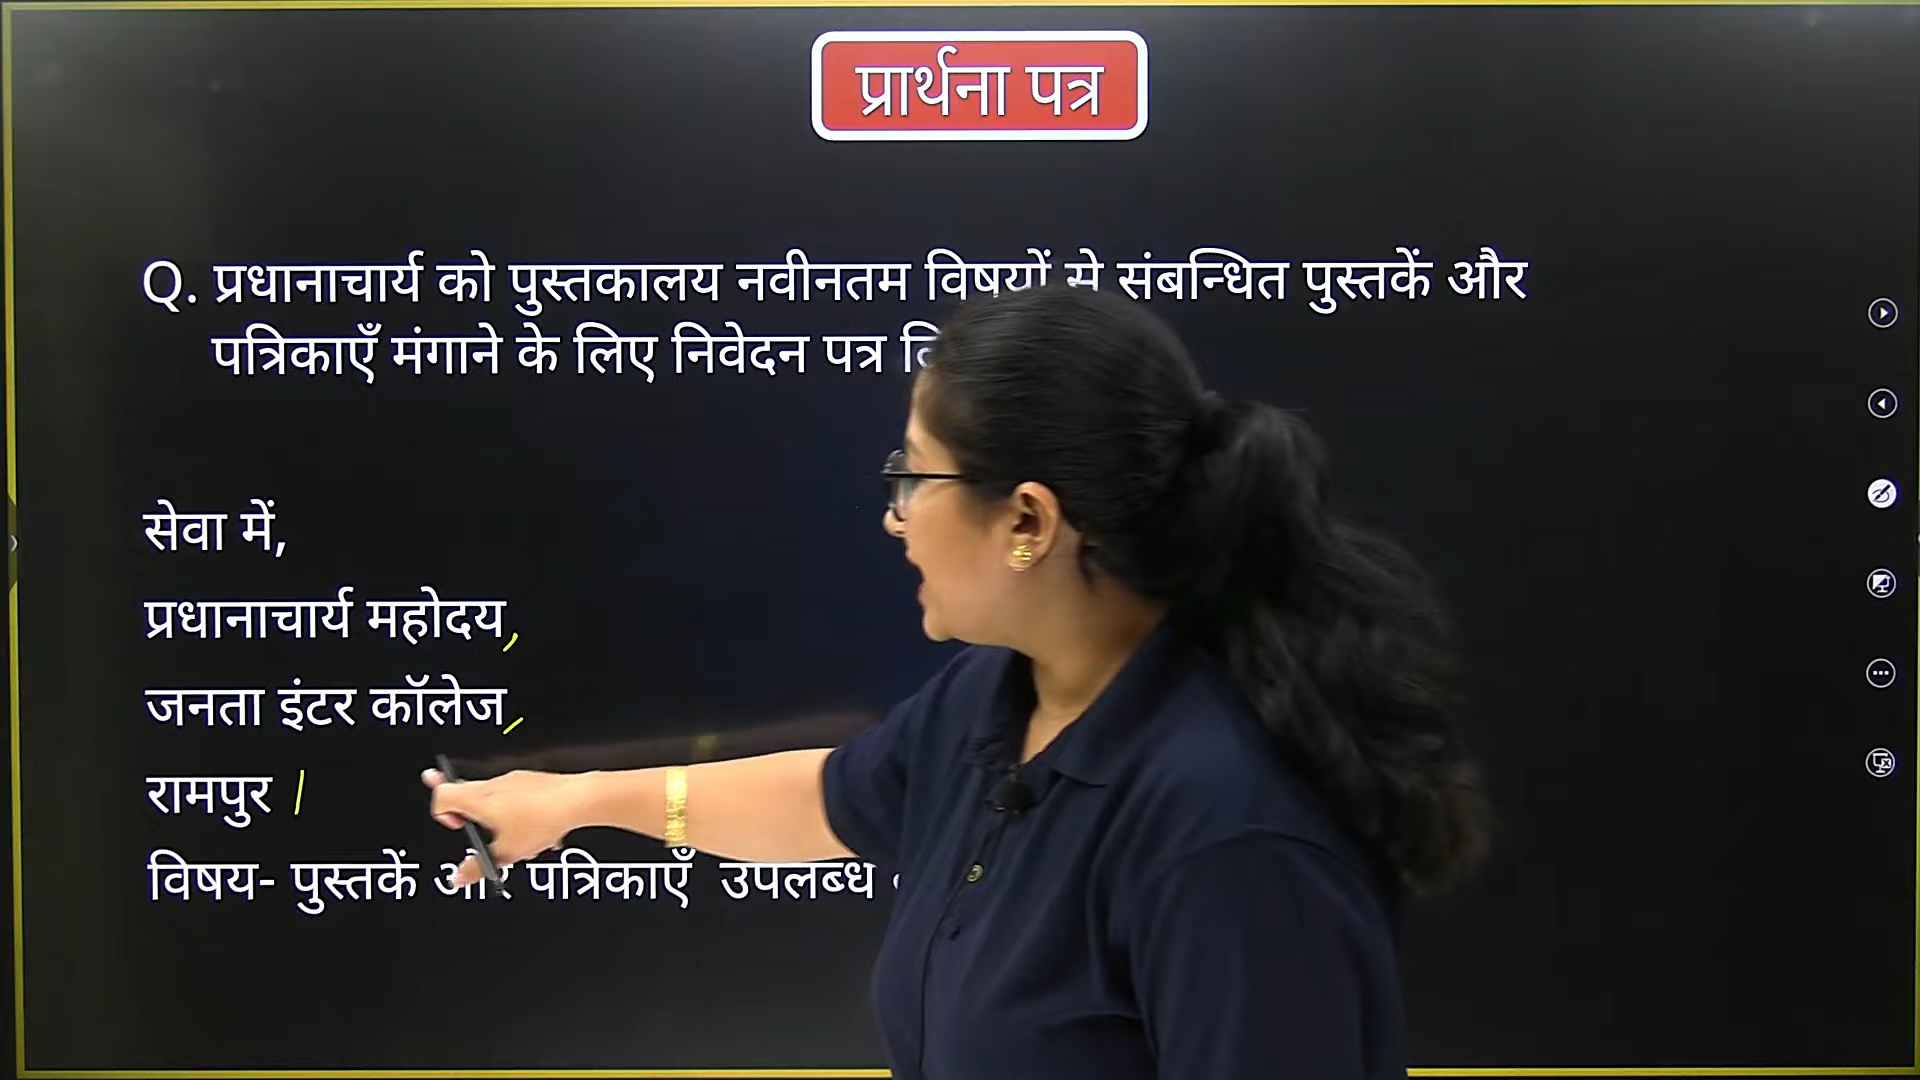 प्रार्थना पत्र
Q. प्रधानाचार्य को पुस्तकालय नवीनतम विषयों से संबन्धित पुस्तकें और
पत्रिकाएँ मंगाने के लिए निवेदन पत्र
सेवा में,
प्रधानाचार्य महोदय,
जनता इंटर कॉलेज,
रामपुर ।
विषय- पुस्तकें और पत्रिकाएँ उपलब्ध